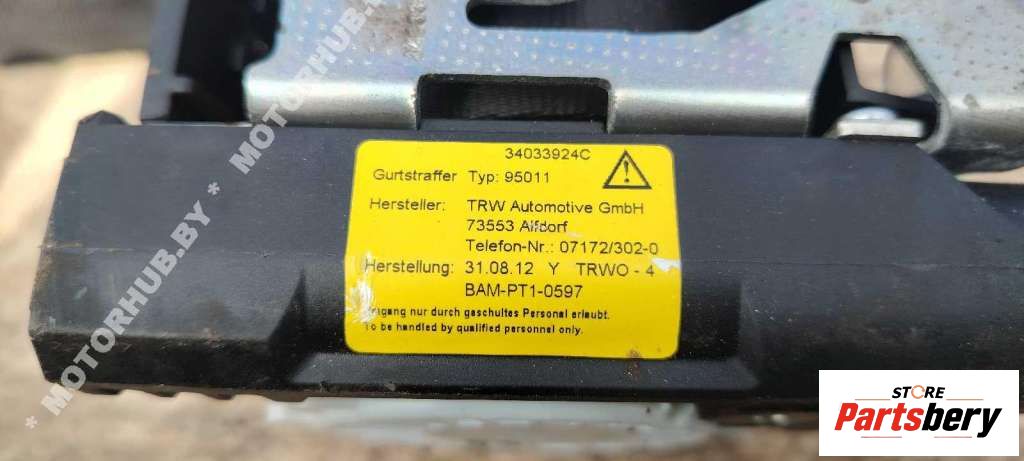 34033924C
Gurtstraffer Typ: 95011
Hersteller: TRW Automotive GmbH
73553 Alfdorf
Telefon-Nr.: 07172/302-0
Herstellung: 31.08.12 Y TRWO - 4
BAM-PT1-0597
nur durch geschultes Personal erlaubt.
To be handled by qualified personnel only.
* MOTORHUB.BY * MOTORHUB.BY
STORE
Partsbery